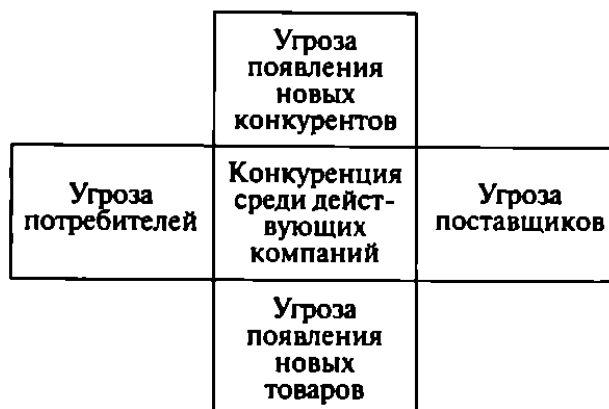 Угроза
появления
новых
конкурентов
Угроза
потребителей
Конкуренция
среди дейст-
вующих
компаний
Угроза
поставщиков
Угроза
появления
новых
товаров